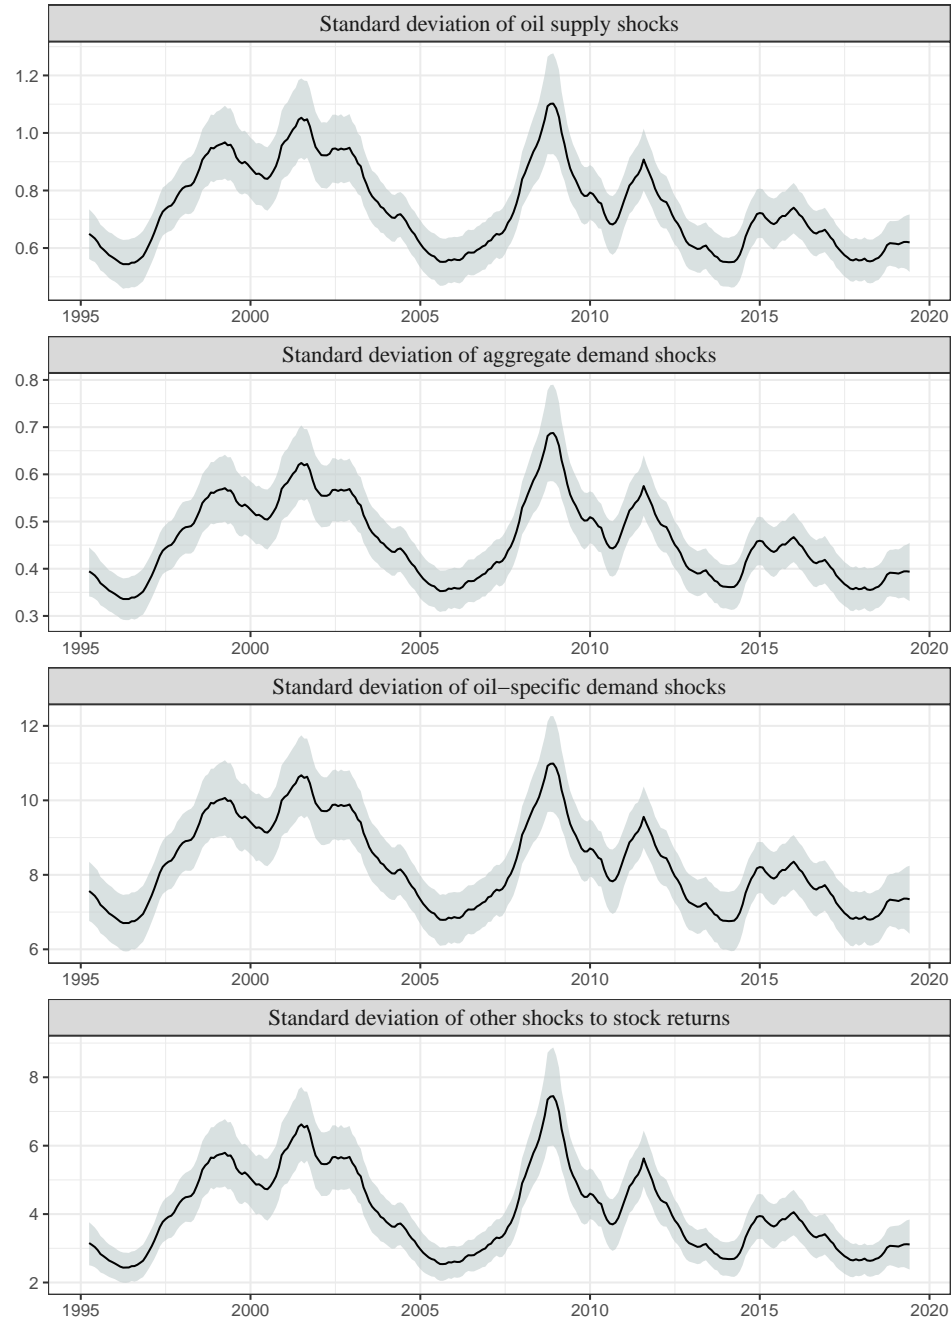 Standard deviation of oil supply shocks
1.2
1.0
0.8
0.6
1995 2000 2005 2010 2015 2020
Standard deviation of aggregate demand shocks
0.8
0.7
0.6
0.5
0.4
0.3
1995 2000 2005 2010 2015 2020
Standard deviation of oil−specific demand shocks
12
10
8
6
1995 2000 2005 2010 2015 2020
Standard deviation of other shocks to stock returns
8
6
4
2
1995 2000 2005 2010 2015 2020